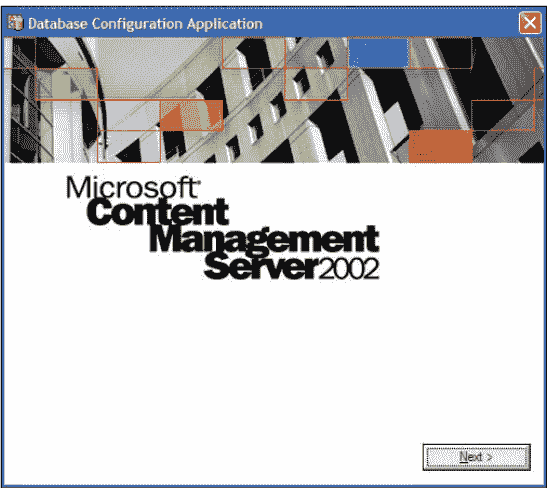 Database Configuration Application
Microsoft
Content
Management
Server2002
Next >